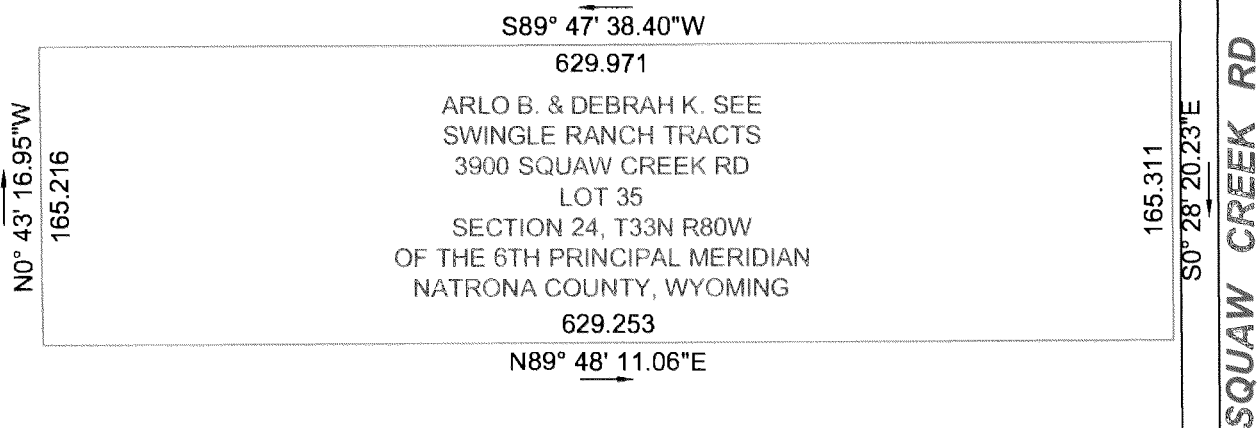 S89° 47' 38.40"W
629.971
ARLO B. & DEBRAH K. SEE
SWINGLE RANCH TRACTS
3900 SQUAW CREEK RD
LOT 35
SECTION 24, T33N R80W
OF THE 6TH PRINCIPAL MERIDIAN
NATRONA COUNTY, WYOMING
629.253
N89° 48' 11.06"E
N0° 43' 16.95"W
165.216
165.311
S0° 28' 20.23"E
SQUAW CREEK RD